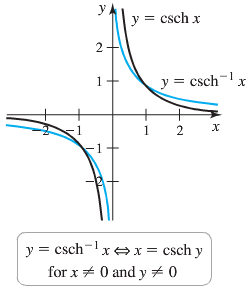 y
y = csch x
2
1
y = csch⁻¹ x
−2 −1 1 2 x
−1
−2
y = csch⁻¹ x ⇔ x = csch y
for x ≠ 0 and y ≠ 0